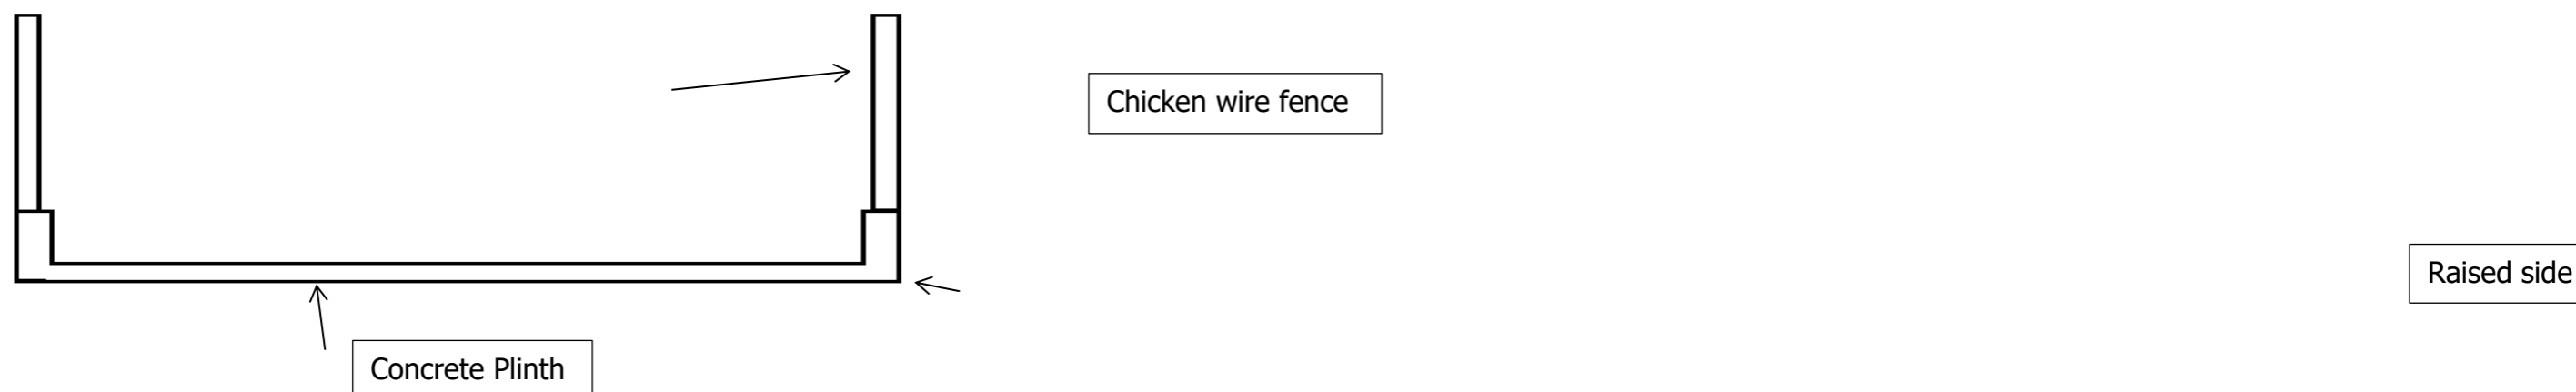 Chicken wire fence
Raised side
Concrete Plinth